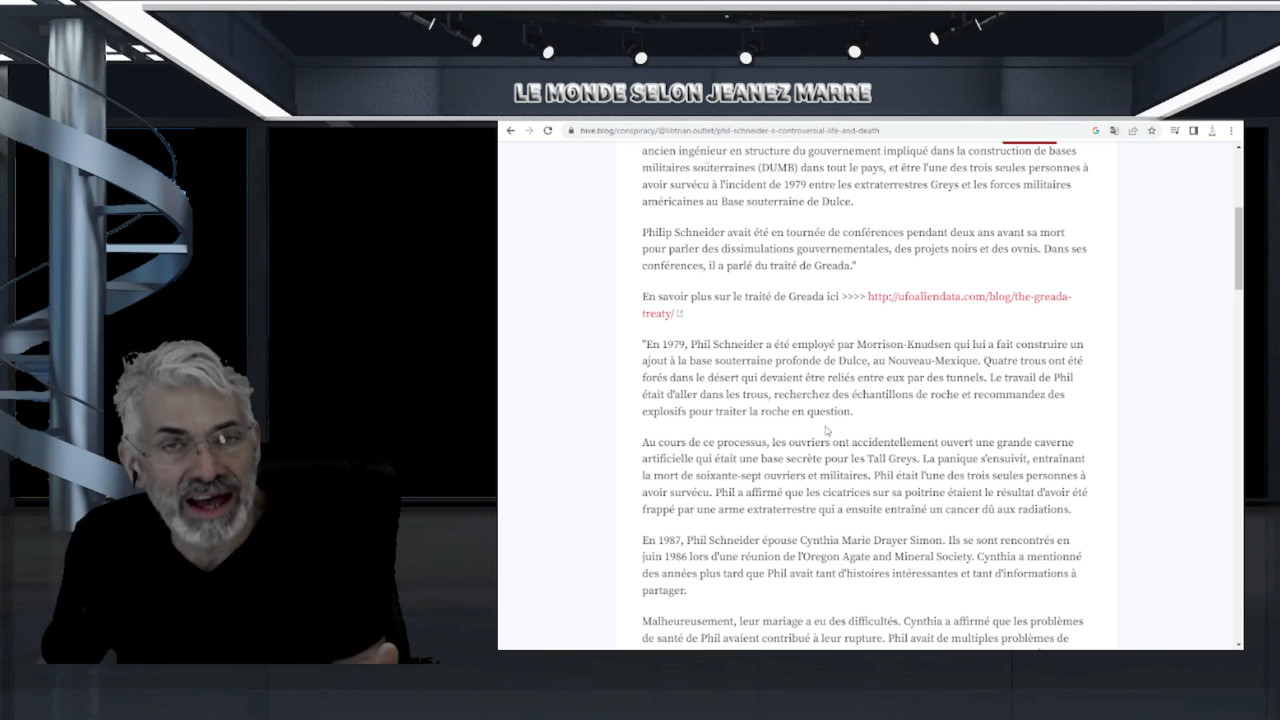 LE MONDE SELON JEANEZ MARRE
hive.blog/conspiracy/@libtrian.outlet/phil-schneider-s-controversial-life-and-death
ancien ingénieur en structure du gouvernement impliqué dans la construction de bases
militaires souterraines (DUMB) dans tout le pays, et être l'une des trois seules personnes à
avoir survécu à l'incident de 1979 entre les extraterrestres Greys et les forces militaires
américaines au Base souterraine de Dulce.
Philip Schneider avait été en tournée de conférences pendant deux ans avant sa mort
pour parler des dissimulations gouvernementales, des projets noirs et des ovnis. Dans ses
conférences, il a parlé du traité de Greada."
En savoir plus sur le traité de Greada ici >>>> http://ufoaliendata.com/blog/the-greada-
treaty/
"En 1979, Phil Schneider a été employé par Morrison-Knudsen qui lui a fait construire un
ajout à la base souterraine profonde de Dulce, au Nouveau-Mexique. Quatre trous ont été
forés dans le désert qui devaient être reliés entre eux par des tunnels. Le travail de Phil
était d'aller dans les trous, recherchez des échantillons de roche et recommandez des
explosifs pour traiter la roche en question.
Au cours de ce processus, les ouvriers ont accidentellement ouvert une grande caverne
artificielle qui était une base secrète pour les Tall Greys. La panique s'ensuivit, entraînant
la mort de soixante-sept ouvriers et militaires. Phil était l'une des trois seules personnes à
avoir survécu. Phil a affirmé que les cicatrices sur sa poitrine étaient le résultat d'avoir été
frappé par une arme extraterrestre qui a ensuite entraîné un cancer dû aux radiations.
En 1987, Phil Schneider épouse Cynthia Marie Drayer Simon. Ils se sont rencontrés en
juin 1986 lors d'une réunion de l'Oregon Agate and Mineral Society. Cynthia a mentionné
des années plus tard que Phil avait tant d'histoires intéressantes et tant d'informations à
partager.
Malheureusement, leur mariage a eu des difficultés. Cynthia a affirmé que les problèmes
de santé de Phil avaient contribué à leur rupture. Phil avait de multiples problèmes de